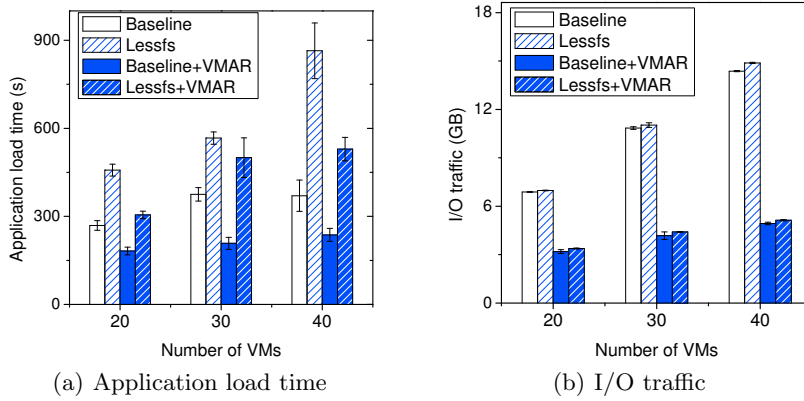 Baseline
Lessfs
Baseline+VMAR
Lessfs+VMAR
900
600
300
0
Application load time (s)
20 30 40
Number of VMs
(a) Application load time
Baseline
Lessfs
Baseline+VMAR
Lessfs+VMAR
18
12
6
0
I/O traffic (GB)
20 30 40
Number of VMs
(b) I/O traffic